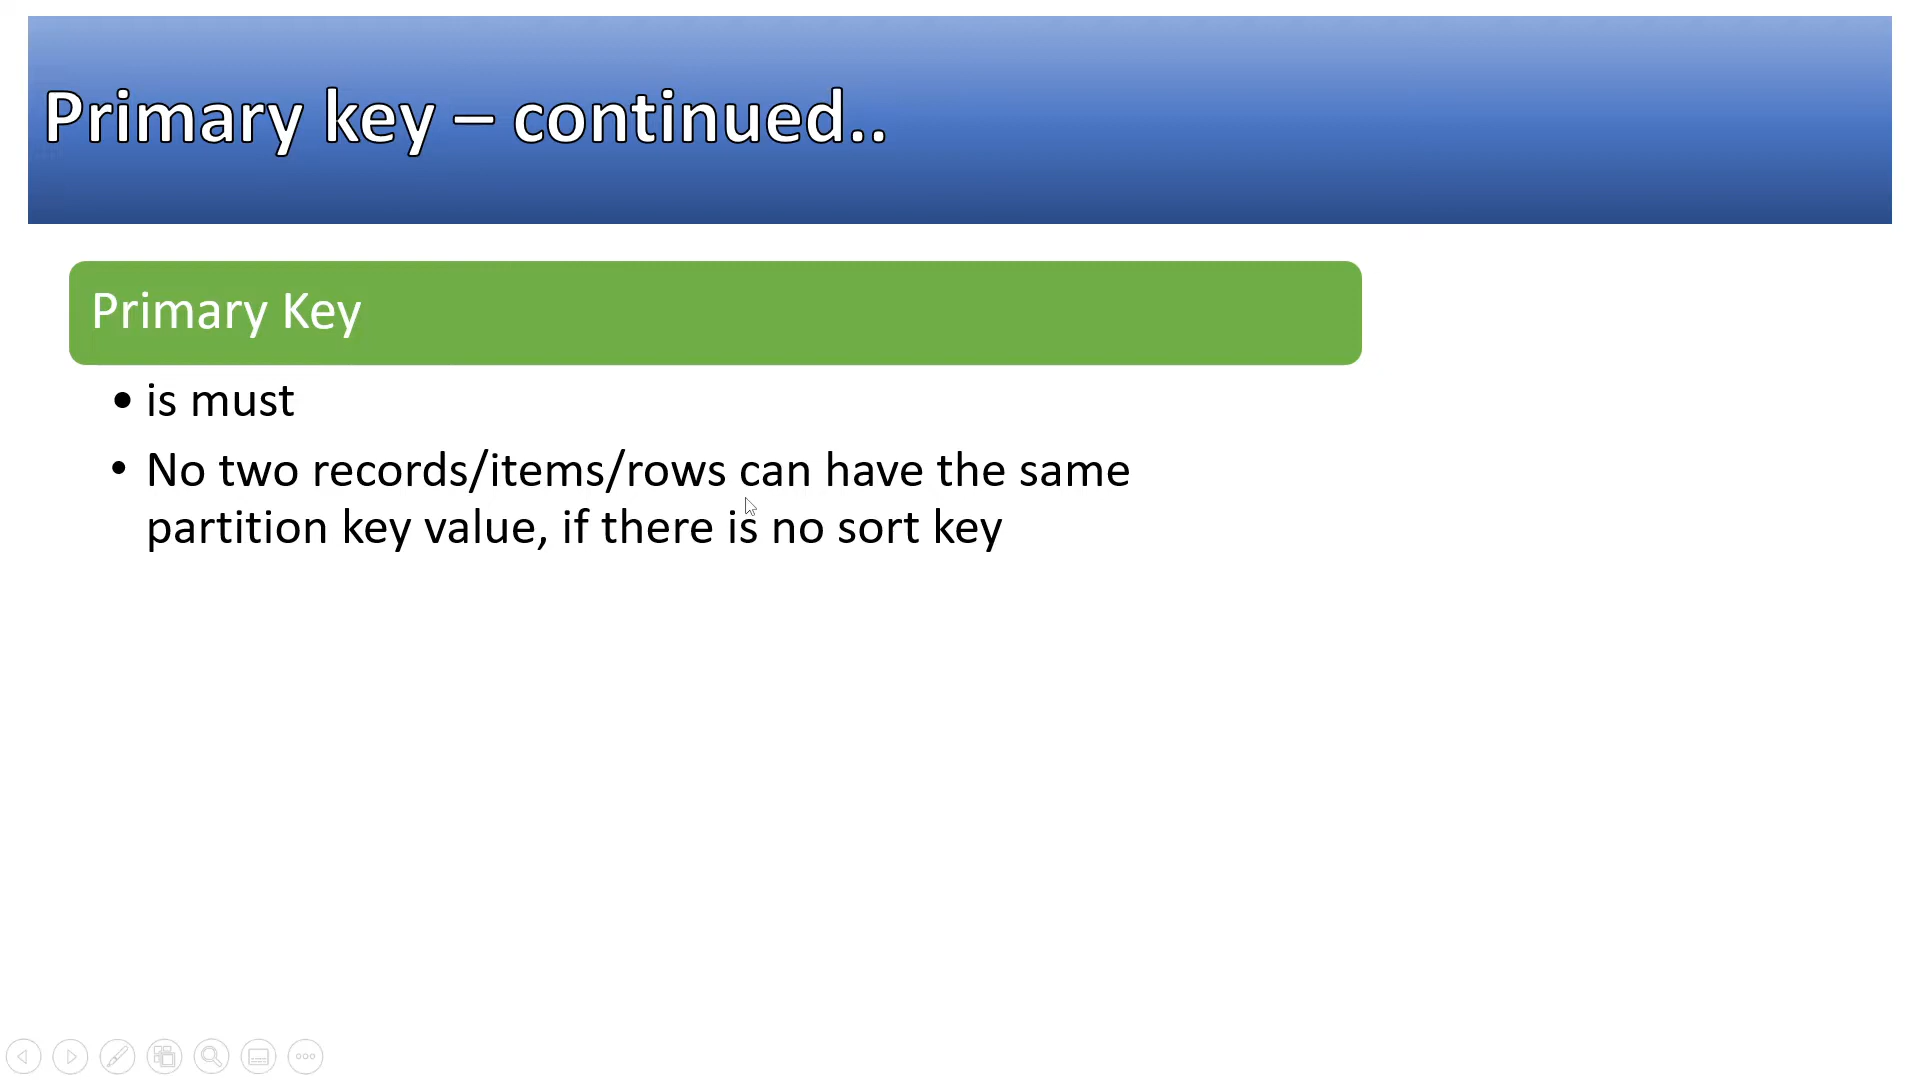 Primary key – continued..
Primary Key
• is must
• No two records/items/rows can have the same
partition key value, if there is no sort key